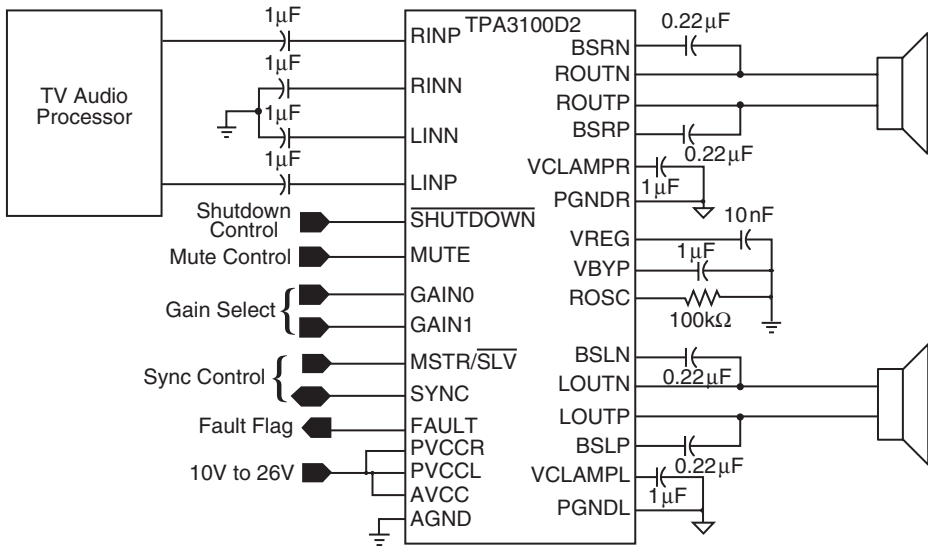 1µF
TPA3100D2
0.22µF
RINP
BSRN
1µF
ROUTN
RINN
TV Audio
Processor
1µF
ROUTP
LINN
BSRP
1µF
0.22µF
LINP
VCLAMPR
1µF
PGNDR
Shutdown
Control
SHUTDOWN
10nF
Mute Control
MUTE
VREG
1µF
VBYP
Gain Select
GAIN0
ROSC
GAIN1
100kΩ
Sync Control
MSTR/SLV
BSLN
0.22µF
SYNC
LOUTN
Fault Flag
FAULT
LOUTP
PVCCR
BSLP
10V to 26V
PVCCL
0.22µF
AVCC
VCLAMPL
1µF
AGND
PGNDL